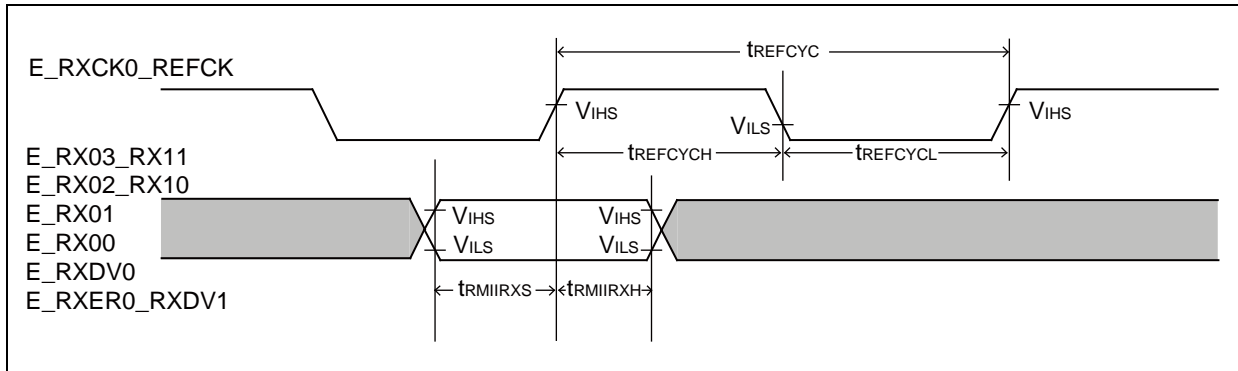 tREFCYC
E_RXCK0_REFCK
VIHS
VILS
VIHS
tREFCYCH
tREFCYCL
E_RX03_RX11
E_RX02_RX10
E_RX01
E_RX00
E_RXDV0
E_RXER0_RXDV1
VIHS
VIHS
VILS
VILS
tRMIIRXS
tRMIIRXH